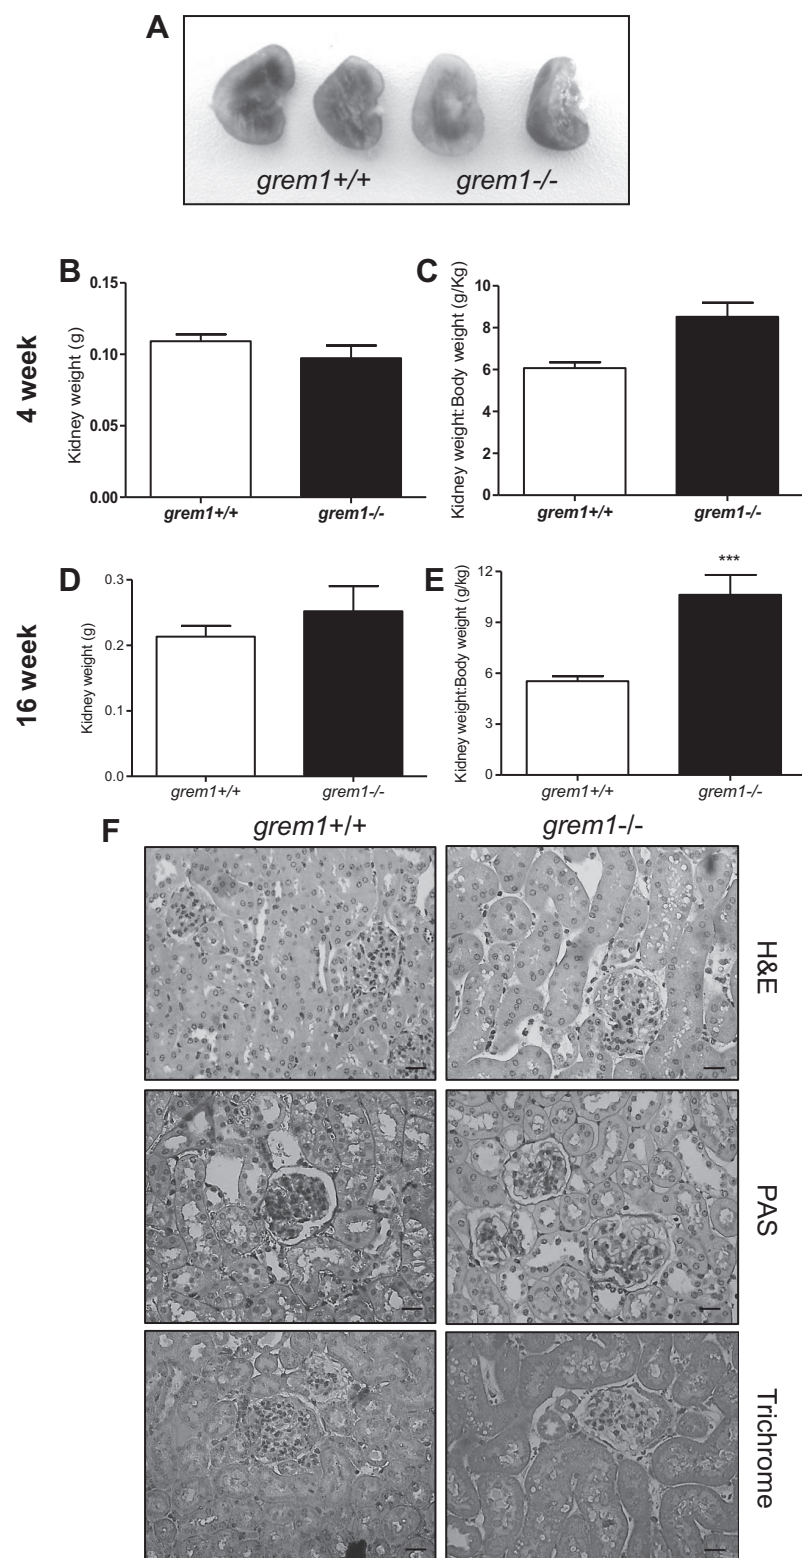 A
grem1+/+ grem1-/-
4 week
B
Kidney weight (g)
0.15
0.10
0.05
0.00
grem1+/+ grem1-/-
C
Kidney weight:Body weight (g/Kg)
10
8
6
4
2
0
grem1+/+ grem1-/-
16 week
D
Kidney weight (g)
0.3
0.2
0.1
0.0
grem1+/+ grem1-/-
E
Kidney weight:Body weight (g/kg)
12
9
6
3
0
***
grem1+/+ grem1-/-
F
grem1+/+ grem1-/-
H&E
PAS
Trichrome